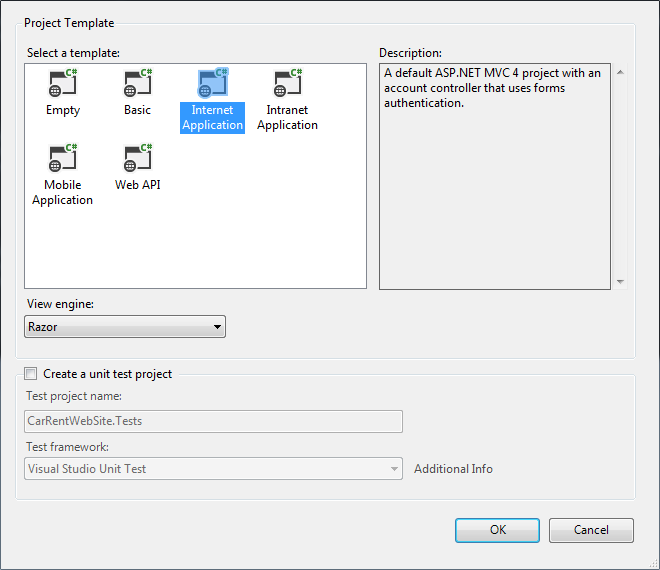 Project Template
Select a template:
Description:
C# C# C# C#
Empty
Basic
Internet
Application
Intranet
Application
C# C#
Mobile
Application
Web API
A default ASP.NET MVC 4 project with an
account controller that uses forms
authentication.
View engine:
Razor
Create a unit test project
Test project name:
CarRentWebSite.Tests
Test framework:
Visual Studio Unit Test
Additional Info
OK
Cancel